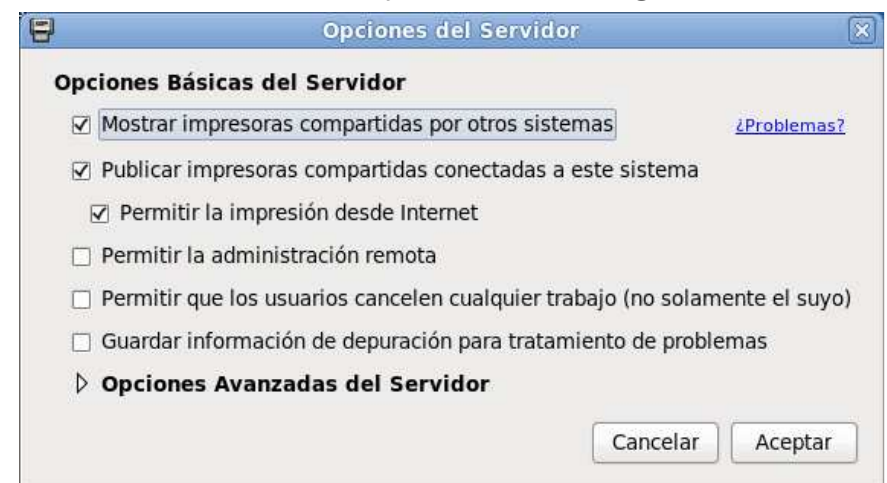 Opciones del Servidor
Opciones Básicas del Servidor
Mostrar impresoras compartidas por otros sistemas ¿Problemas?
Publicar impresoras compartidas conectadas a este sistema
Permitir la impresión desde Internet
Permitir la administración remota
Permitir que los usuarios cancelen cualquier trabajo (no solamente el suyo)
Guardar información de depuración para tratamiento de problemas
Opciones Avanzadas del Servidor
Cancelar Aceptar